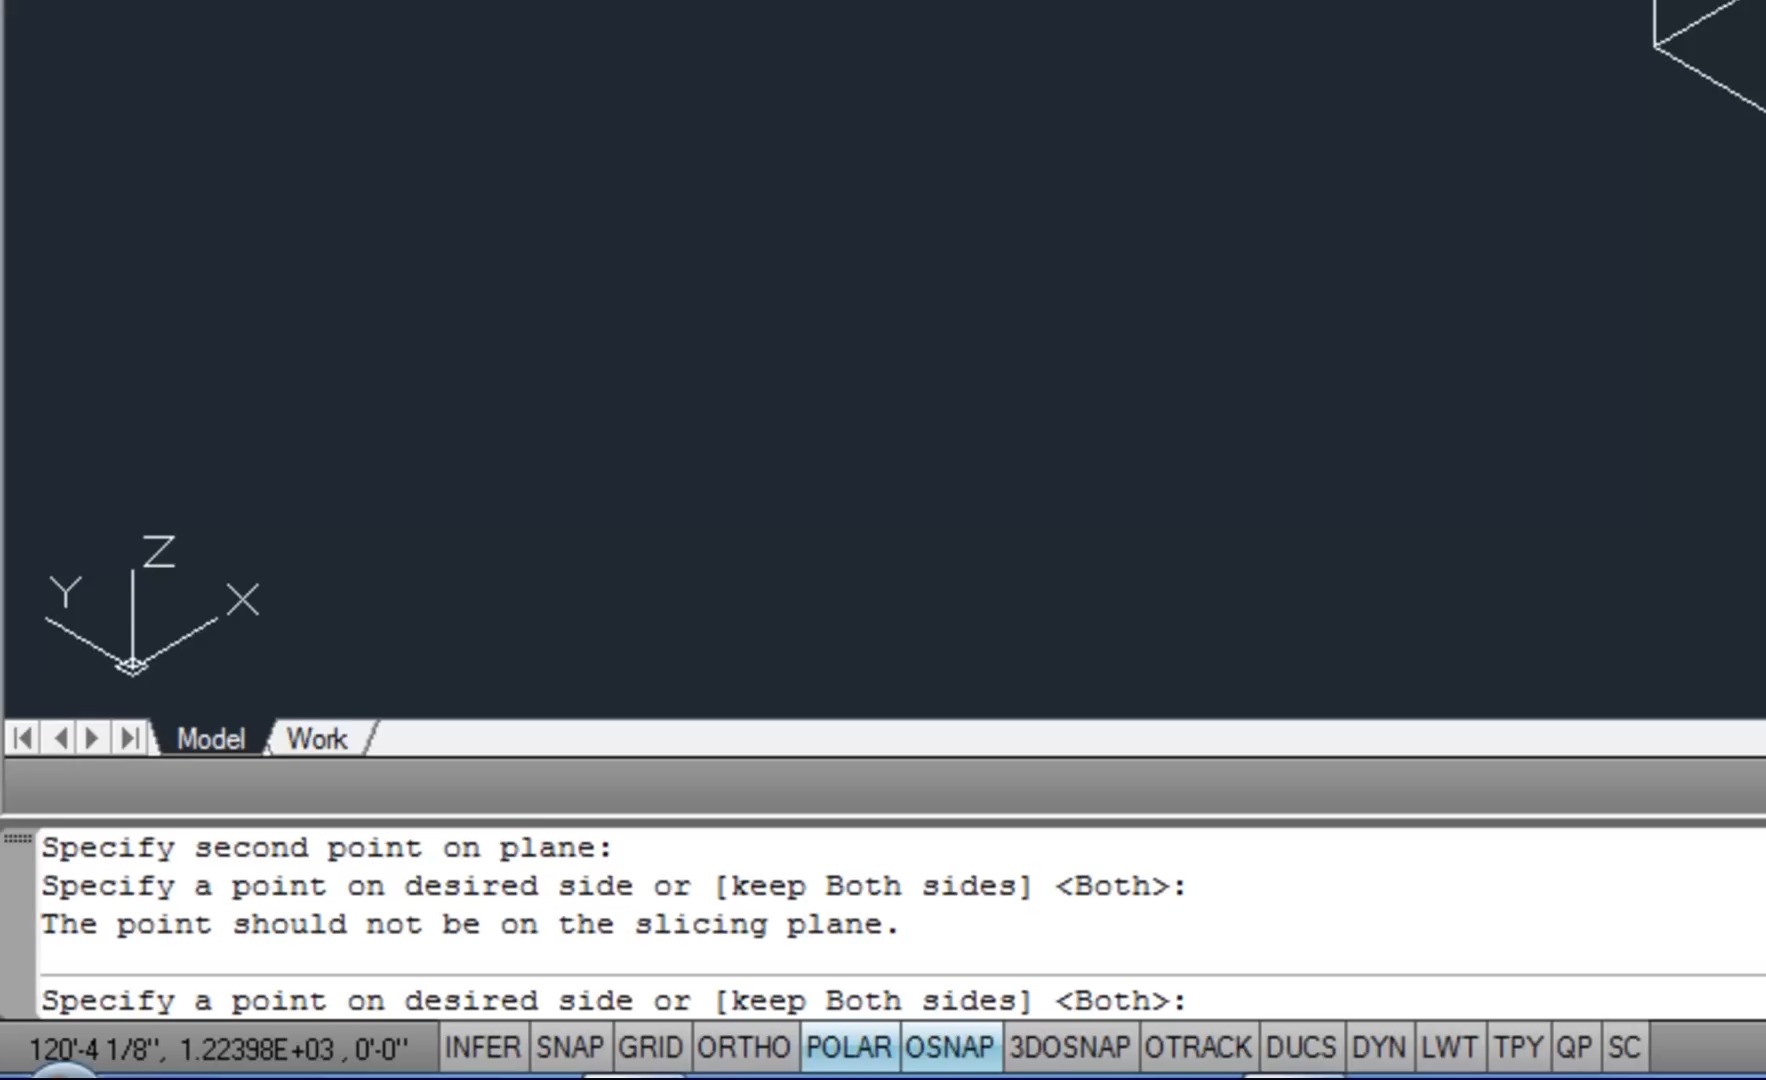 Z
Y
X
Model Work
Specify second point on plane:
Specify a point on desired side or [keep Both sides] <Both>:
The point should not be on the slicing plane.
Specify a point on desired side or [keep Both sides] <Both>:
120'-4 1/8", 1.22398E+03 , 0'-0" INFER SNAP GRID ORTHO POLAR OSNAP 3DOSNAP OTRACK DUCS DYN LWT TPY QP SC